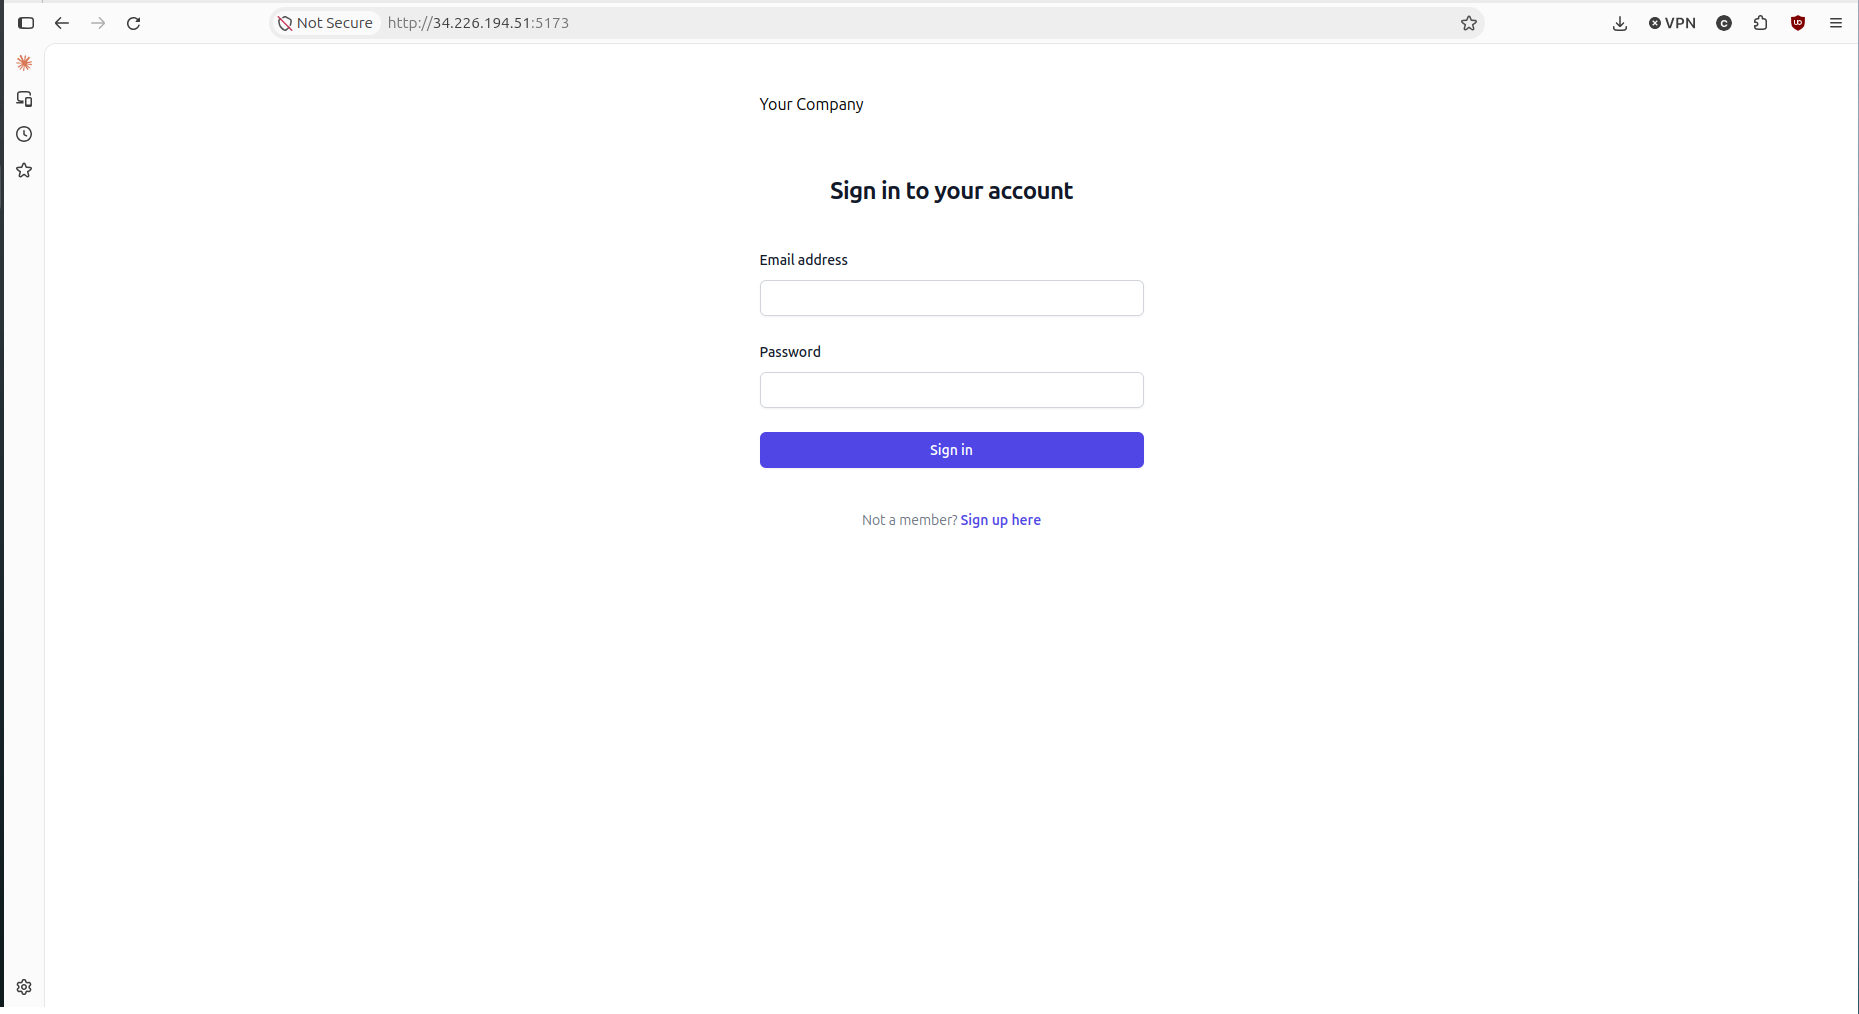 Not Secure http://34.226.194.51:5173 VPN
Your Company
Sign in to your account
Email address
Password
Sign in
Not a member? Sign up here